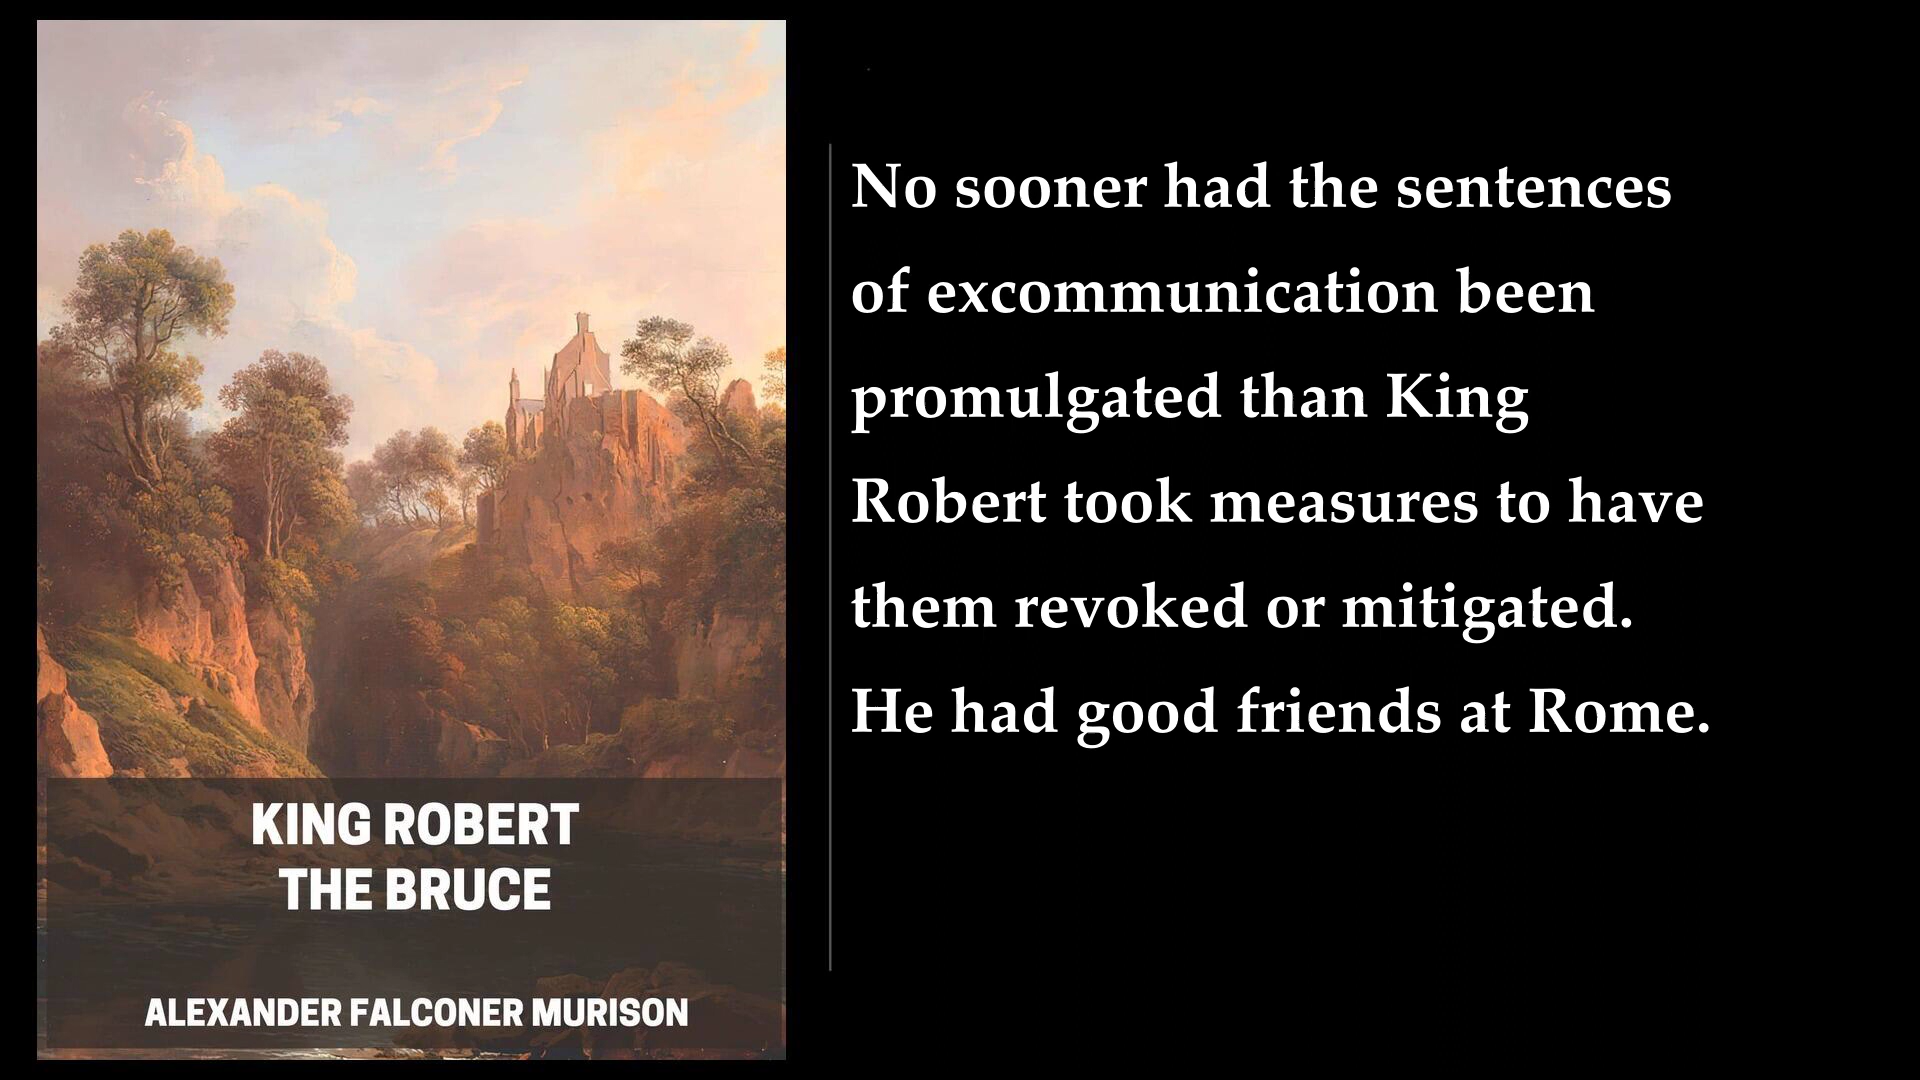 KING ROBERT
THE BRUCE
ALEXANDER FALCONER MURISON
No sooner had the sentences
of excommunication been
promulgated than King
Robert took measures to have
them revoked or mitigated.
He had good friends at Rome.